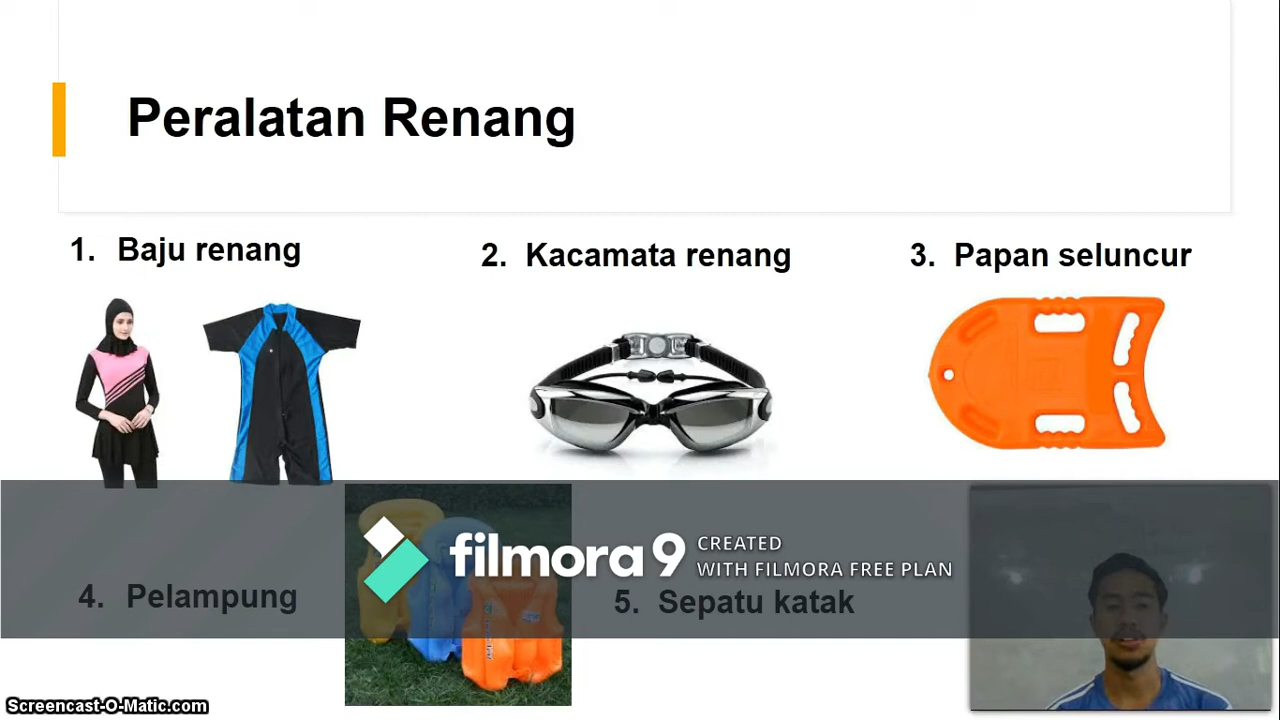 Peralatan Renang
1. Baju renang
2. Kacamata renang
3. Papan seluncur
filmora9 CREATED
WITH FILMORA FREE PLAN
4. Pelampung
5. Sepatu katak
Screencast-O-Matic.com